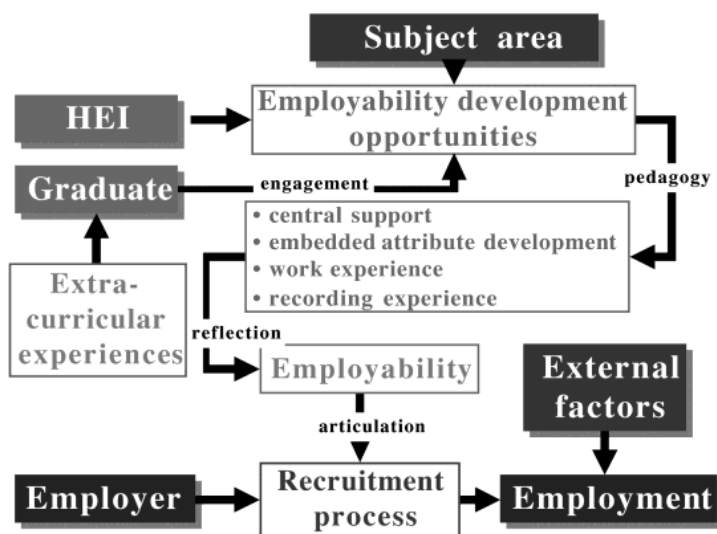 Subject area
HEI
Employability development
opportunities
Graduate
engagement
pedagogy
• central support
• embedded attribute development
• work experience
• recording experience
Extra-
curricular
experiences
reflection
Employability
External
factors
articulation
Employer
Recruitment
process
Employment